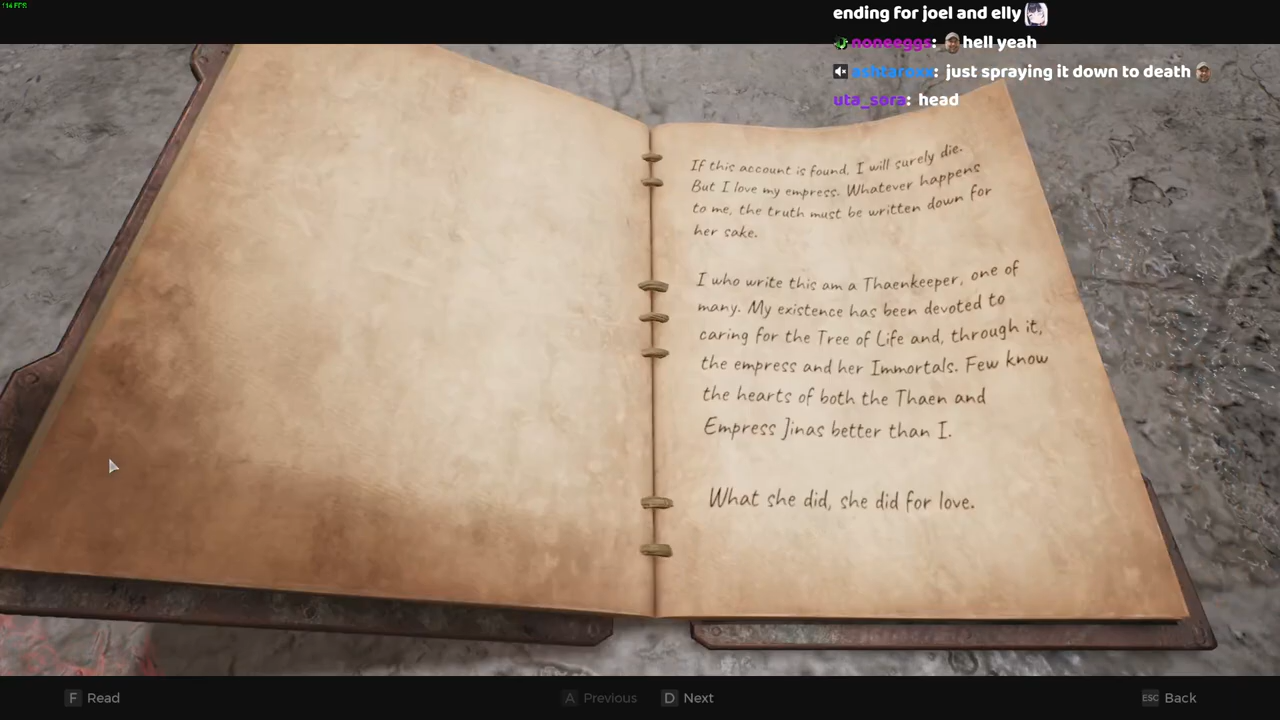 114 FPS
ending for joel and elly
noneeggs: hell yeah
: just spraying it down to death
uta_sora: head
If this account is found, I will surely die.
But I love my empress. Whatever happens
to me, the truth must be written down for
her sake.
I who write this am a Thaenkeeper, one of
many. My existence has been devoted to
caring for the Tree of Life and, through it,
the empress and her Immortals. Few know
the hearts of both the Thaen and
Empress Jinas better than I.
What she did, she did for love.
F Read
A Previous
D Next
ESC Back